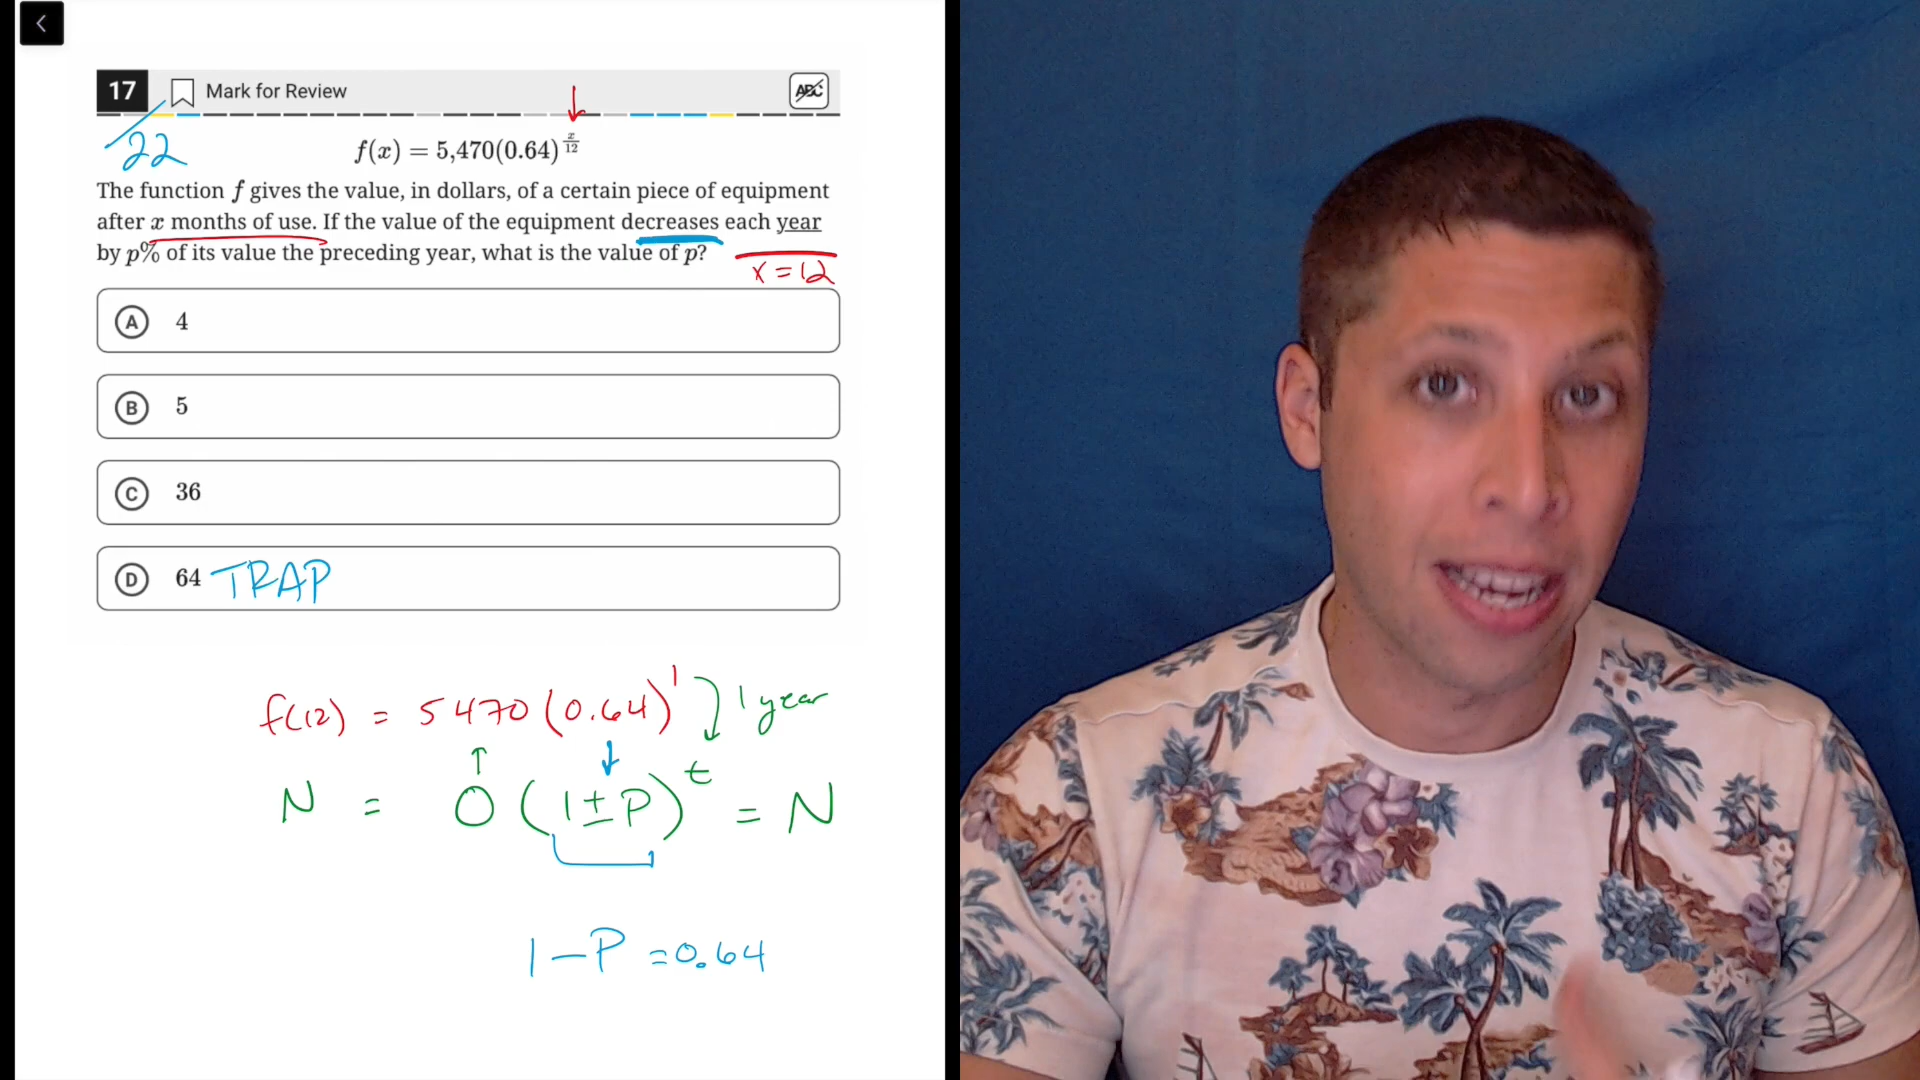 17 Mark for Review ABC
22
f(x) = 5,470(0.64)^{x/12}
The function f gives the value, in dollars, of a certain piece of equipment
after x months of use. If the value of the equipment decreases each year
by p% of its value the preceding year, what is the value of p?
x = 12
A 4
B 5
C 36
D 64 TRAP
f(12) = 5470(0.64)^1 1 year
N = O(1±P)^t = N
1-P = 0.64